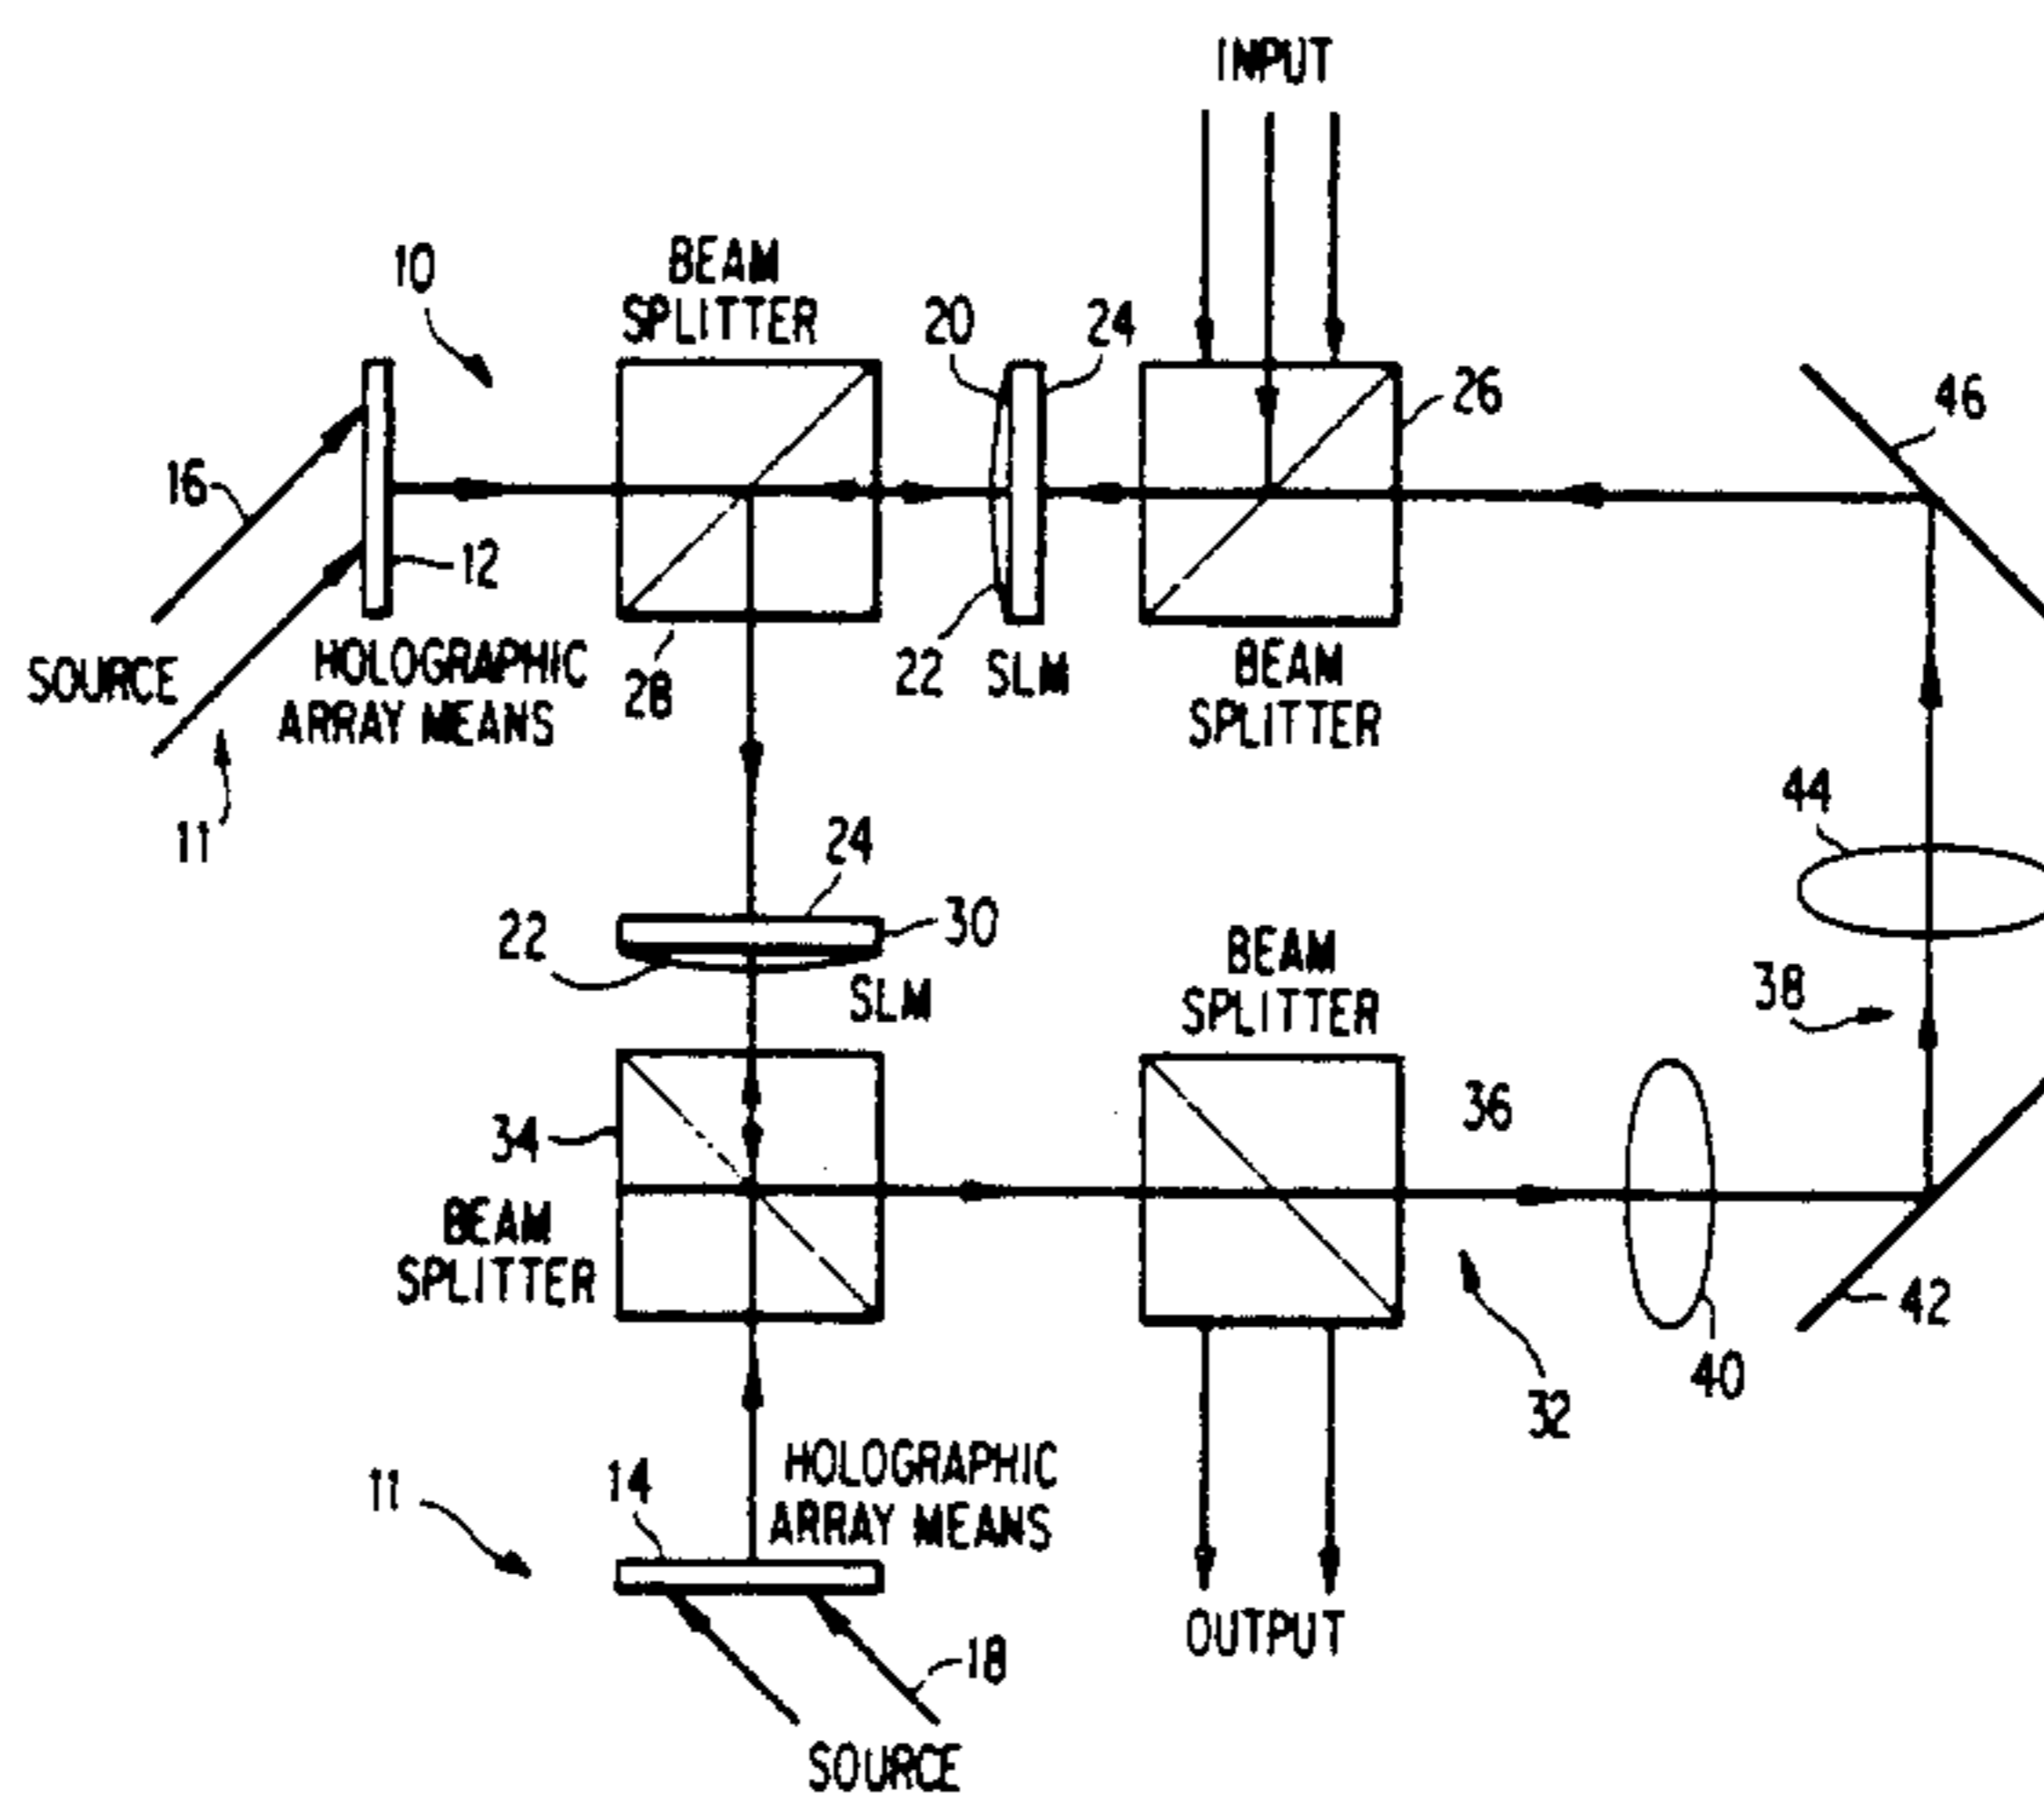 INPUT
10
BEAM
SPLITTER
20
24
26
46
16
12
SOURCE
HOLOGRAPHIC
ARRAY MEANS
28
22
SLM
BEAM
SPLITTER
11
44
24
22
30
SLM
BEAM
SPLITTER
38
34
36
BEAM
SPLITTER
42
40
32
11
14
HOLOGRAPHIC
ARRAY MEANS
OUTPUT
18
SOURCE